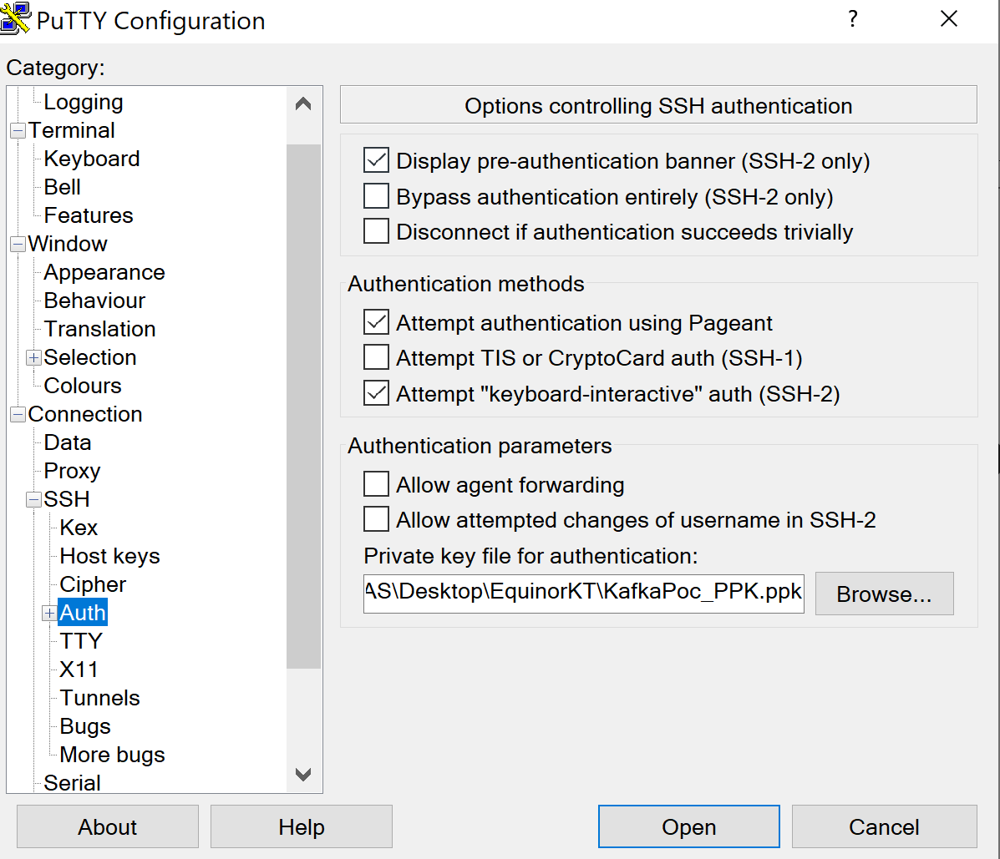 PuTTY Configuration
?
Category:
Logging
Terminal
Keyboard
Bell
Features
Window
Appearance
Behaviour
Translation
Selection
Colours
Connection
Data
Proxy
SSH
Kex
Host keys
Cipher
Auth
TTY
X11
Tunnels
Bugs
More bugs
Serial
Options controlling SSH authentication
Display pre-authentication banner (SSH-2 only)
Bypass authentication entirely (SSH-2 only)
Disconnect if authentication succeeds trivially
Authentication methods
Attempt authentication using Pageant
Attempt TIS or CryptoCard auth (SSH-1)
Attempt "keyboard-interactive" auth (SSH-2)
Authentication parameters
Allow agent forwarding
Allow attempted changes of username in SSH-2
Private key file for authentication:
AS\Desktop\EquinorKT\KafkaPoc_PPK.ppk
Browse...
About
Help
Open
Cancel